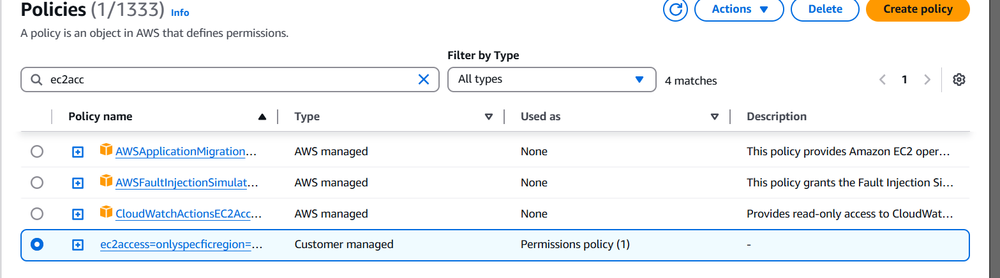 Policies (1/1333) Info
Actions
Delete
Create policy
A policy is an object in AWS that defines permissions.
Filter by Type
ec2acc
All types
4 matches
1
Policy name Type Used as Description
AWSApplicationMigration... AWS managed None This policy provides Amazon EC2 oper...
AWSFaultInjectionSimulat... AWS managed None This policy grants the Fault Injection Si...
CloudWatchActionsEC2Acc... AWS managed None Provides read-only access to CloudWat...
ec2access=onlyspecficregion=... Customer managed Permissions policy (1) -